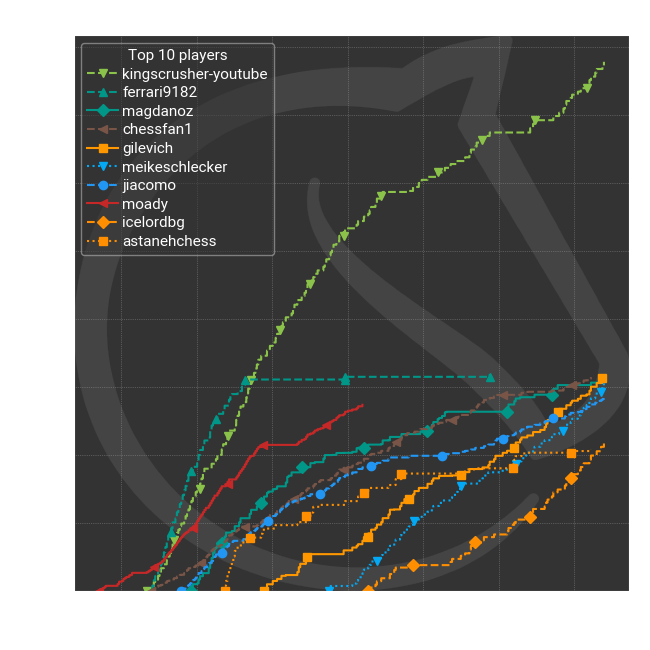 Top 10 players
kingscrusher-youtube
ferrari9182
magdanoz
chessfan1
gilevich
meikeschlecker
jiacomo
moady
icelordbg
astanehchess